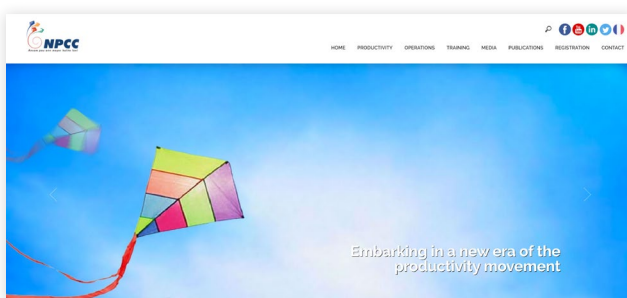 NPCC
HOME PRODUCTIVITY OPERATIONS TRAINING MEDIA PUBLICATIONS REGISTRATION CONTACT
Embarking in a new era of the
productivity movement